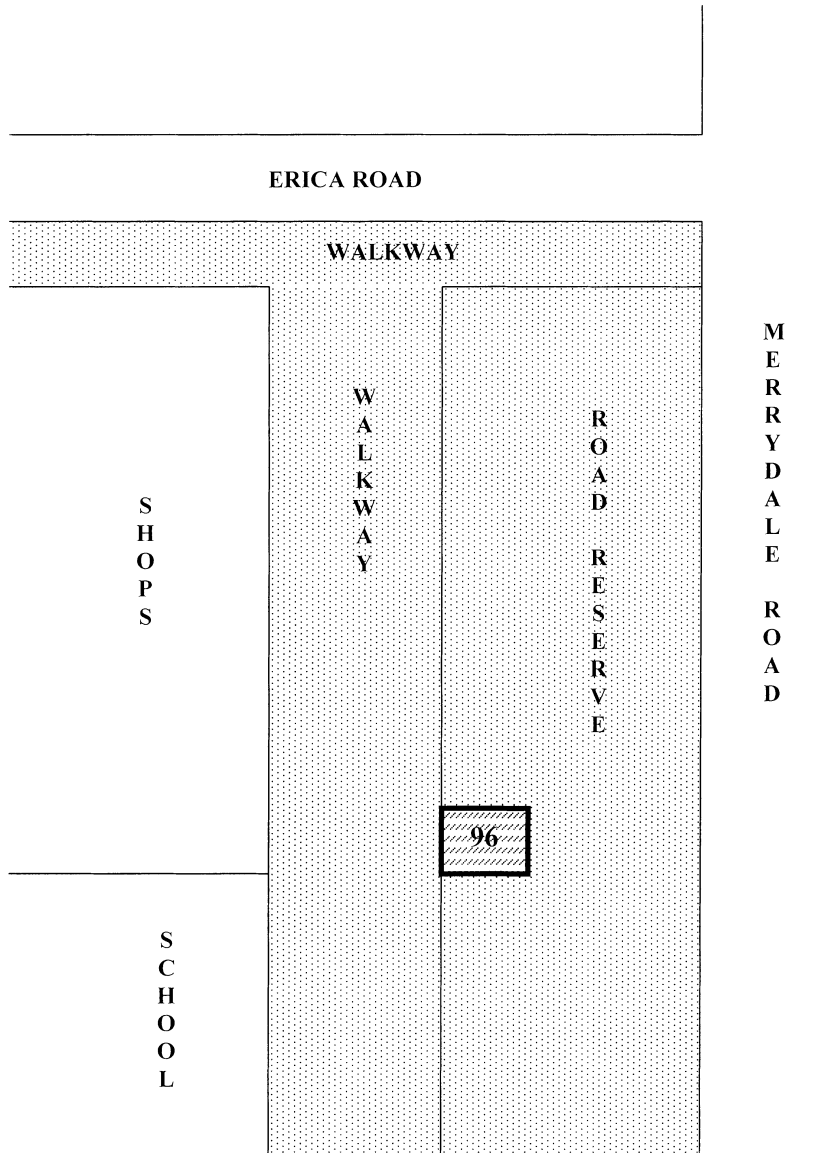 ERICA ROAD
WALKWAY
MERRYDALE ROAD
WALKWAY
ROAD RESERVE
SHOPS
96
SCHOOL